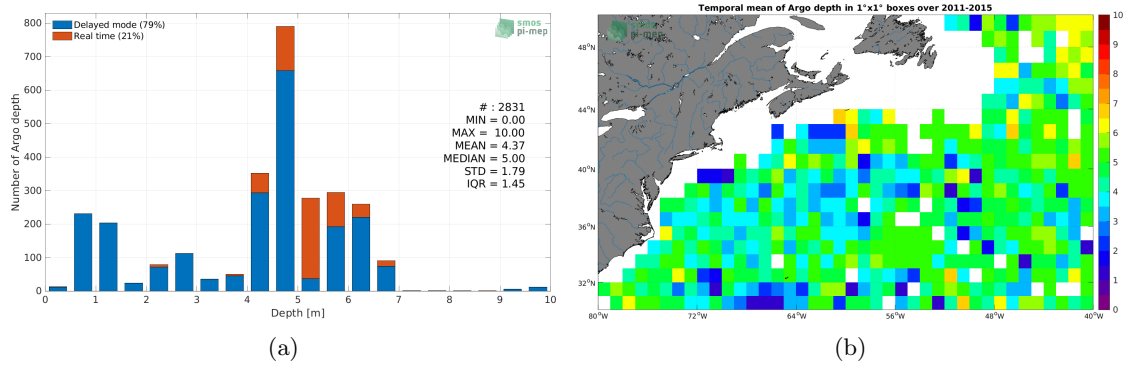 Delayed mode (79%)
Real time (21%)
smos
pi-mep
# : 2831
MIN = 0.00
MAX = 10.00
MEAN = 4.37
MEDIAN = 5.00
STD = 1.79
IQR = 1.45
Number of Argo depth
800
700
600
500
400
300
200
100
0
0 1 2 3 4 5 6 7 8 9 10
Depth [m]
(a)
Temporal mean of Argo depth in 1°x1° boxes over 2011-2015
smos
pi-mep
48°N
44°N
40°N
36°N
32°N
80°W 72°W 64°W 56°W 48°W 40°W
10
9
8
7
6
5
4
3
2
1
0
(b)